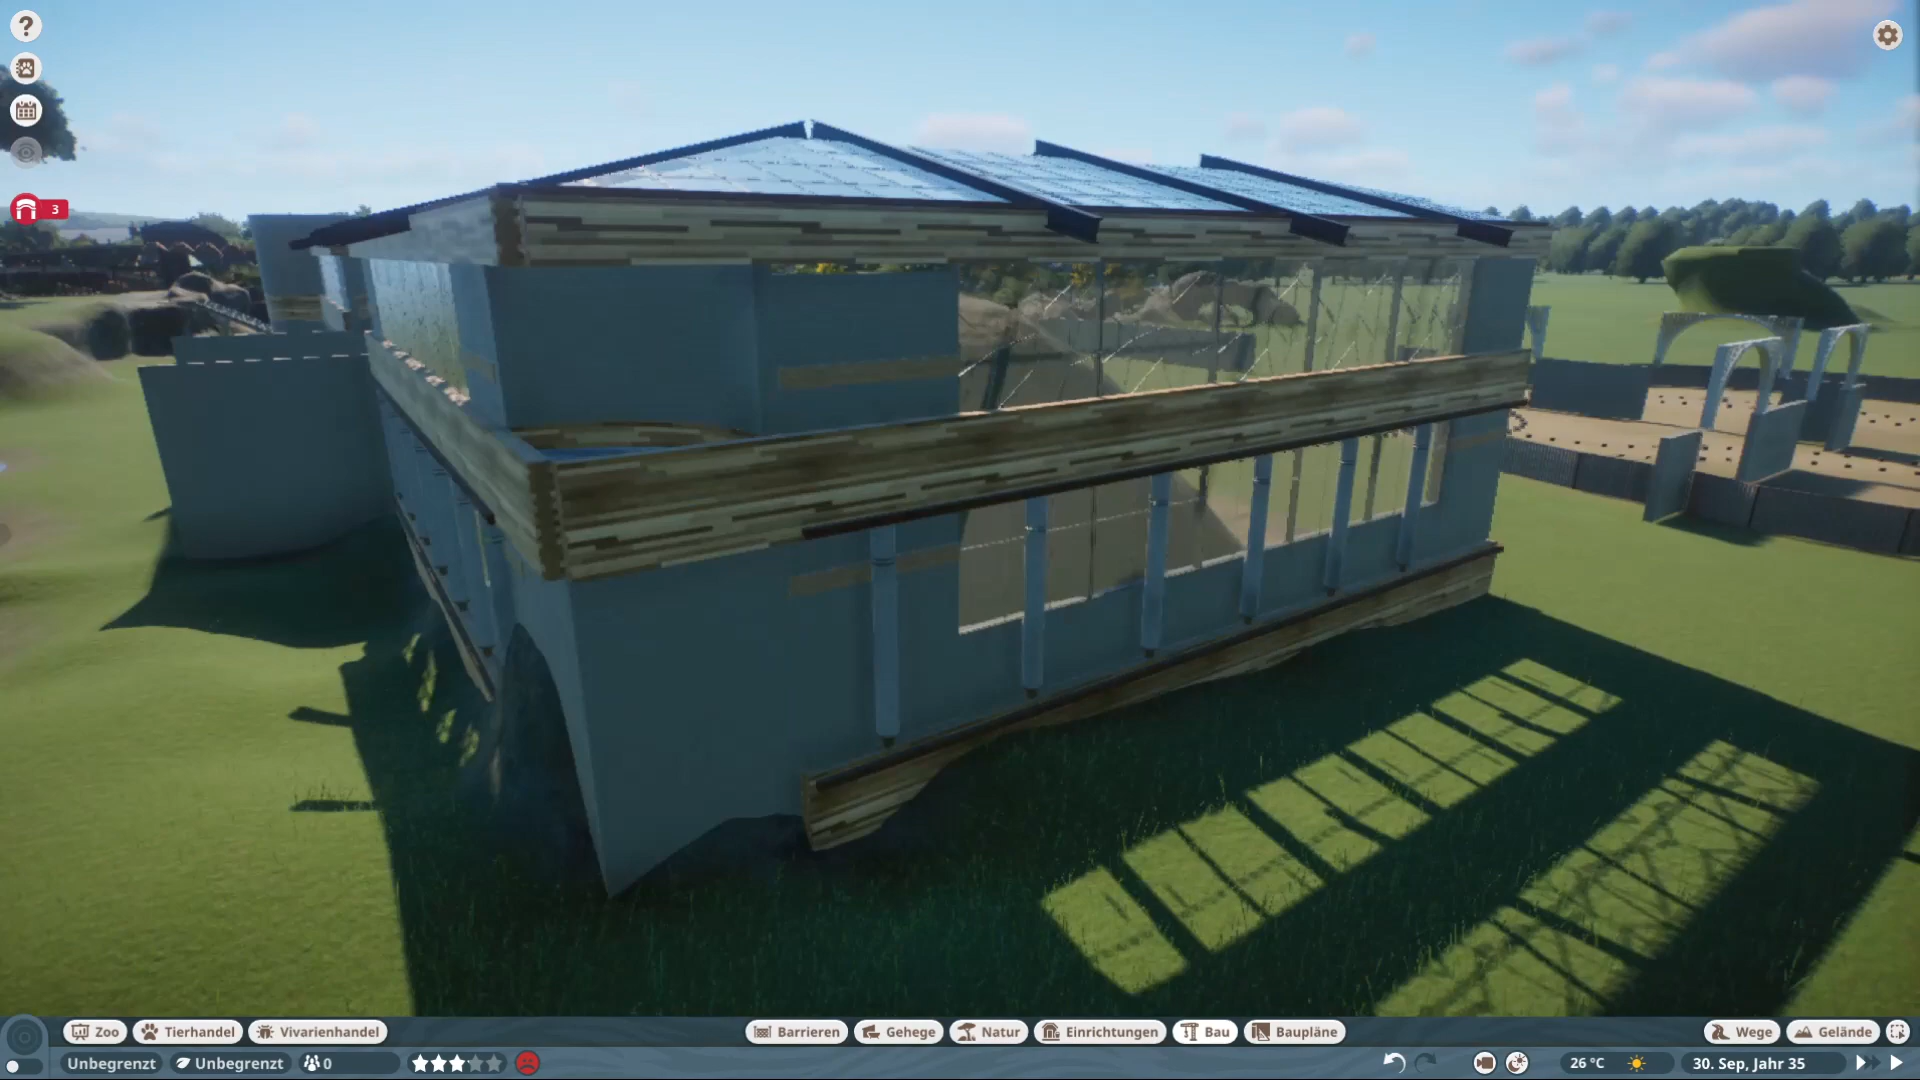 ?
3
Zoo
Tierhandel
Vivarienhandel
Barrieren
Gehege
Natur
Einrichtungen
Bau
Baupläne
Wege
Gelände
Unbegrenzt
Unbegrenzt
0
26 °C
30. Sep, Jahr 35